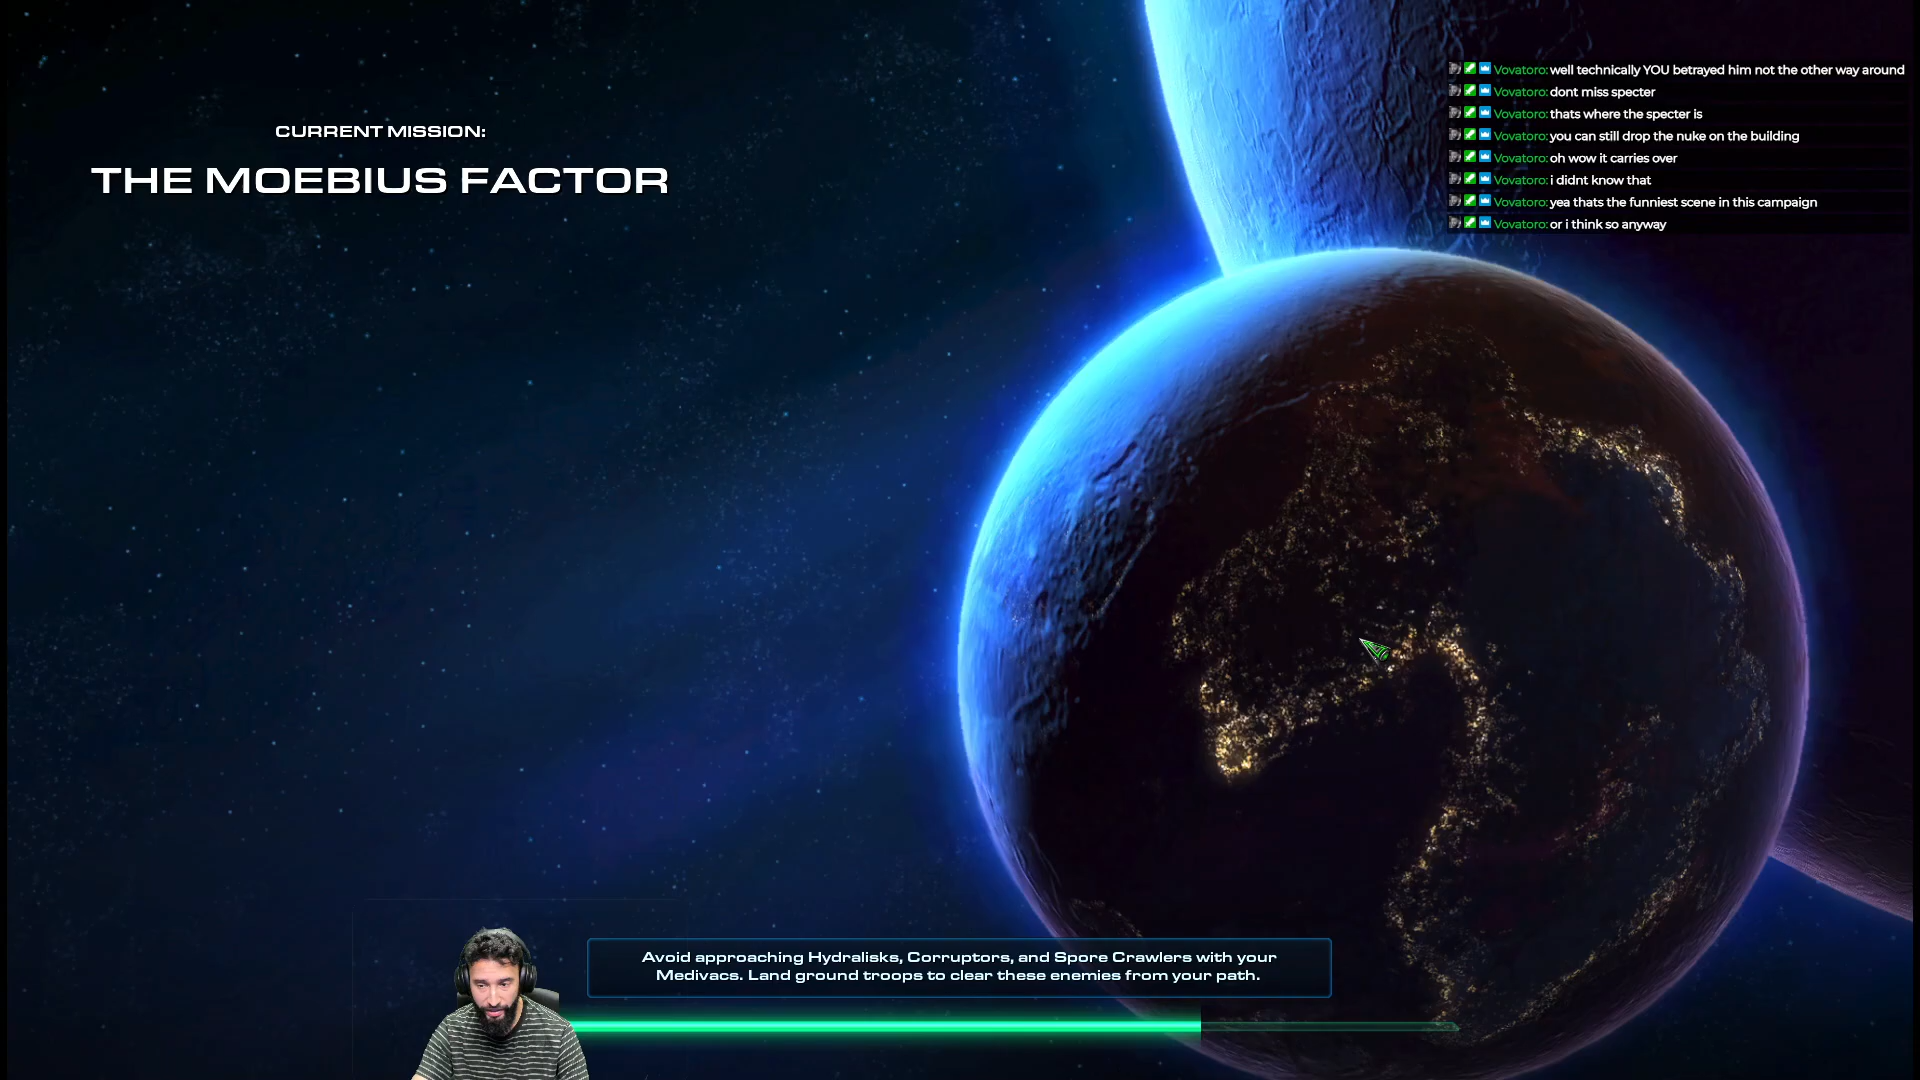 CURRENT MISSION:
THE MOEBIUS FACTOR
Vovatoro: well technically YOU betrayed him not the other way around
Vovatoro: dont miss specter
Vovatoro: thats where the specter is
Vovatoro: you can still drop the nuke on the building
Vovatoro: oh wow it carries over
Vovatoro: i didnt know that
Vovatoro: yea thats the funniest scene in this campaign
Vovatoro: or i think so anyway
Avoid approaching Hydralisks, Corruptors, and Spore Crawlers with your
Medivacs. Land ground troops to clear these enemies from your path.